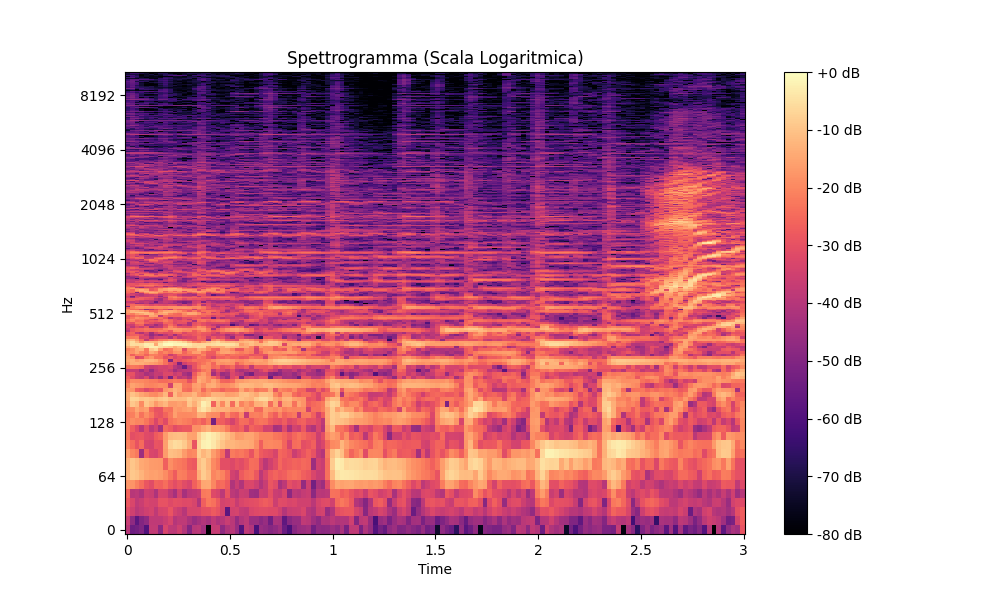 Spettrogramma (Scala Logaritmica)
Hz
8192
4096
2048
1024
512
256
128
64
0
0
0.5
1
1.5
2
2.5
3
Time
+0 dB
-10 dB
-20 dB
-30 dB
-40 dB
-50 dB
-60 dB
-70 dB
-80 dB